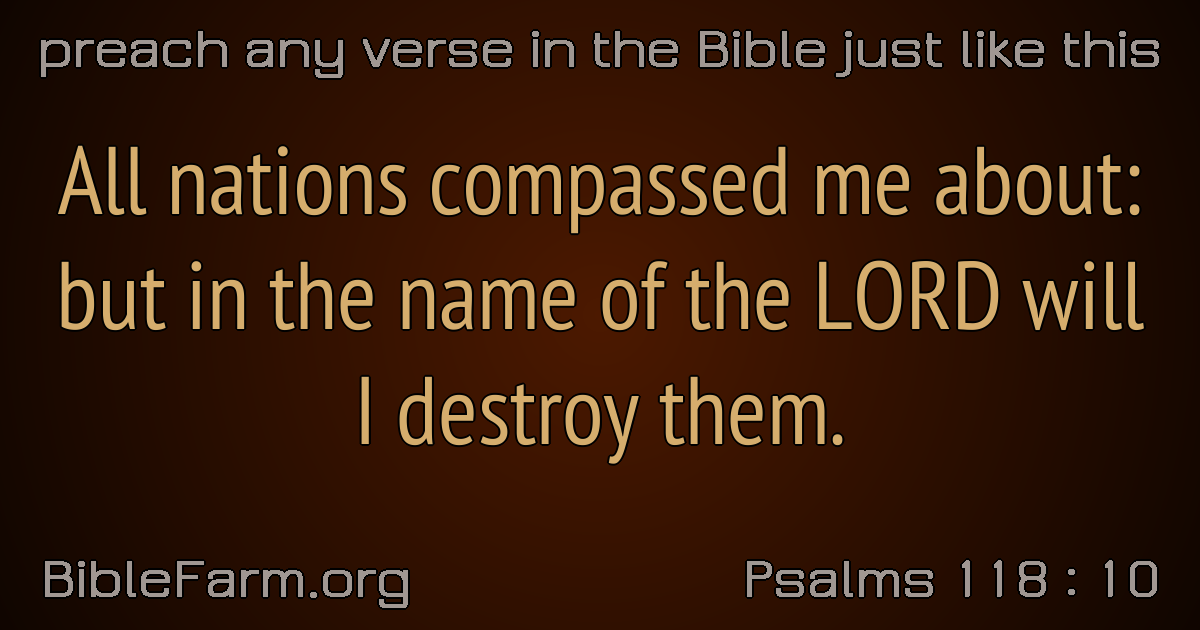 preach any verse in the Bible just like this
All nations compassed me about:
but in the name of the LORD will
I destroy them.
BibleFarm.org
Psalms 118 : 10